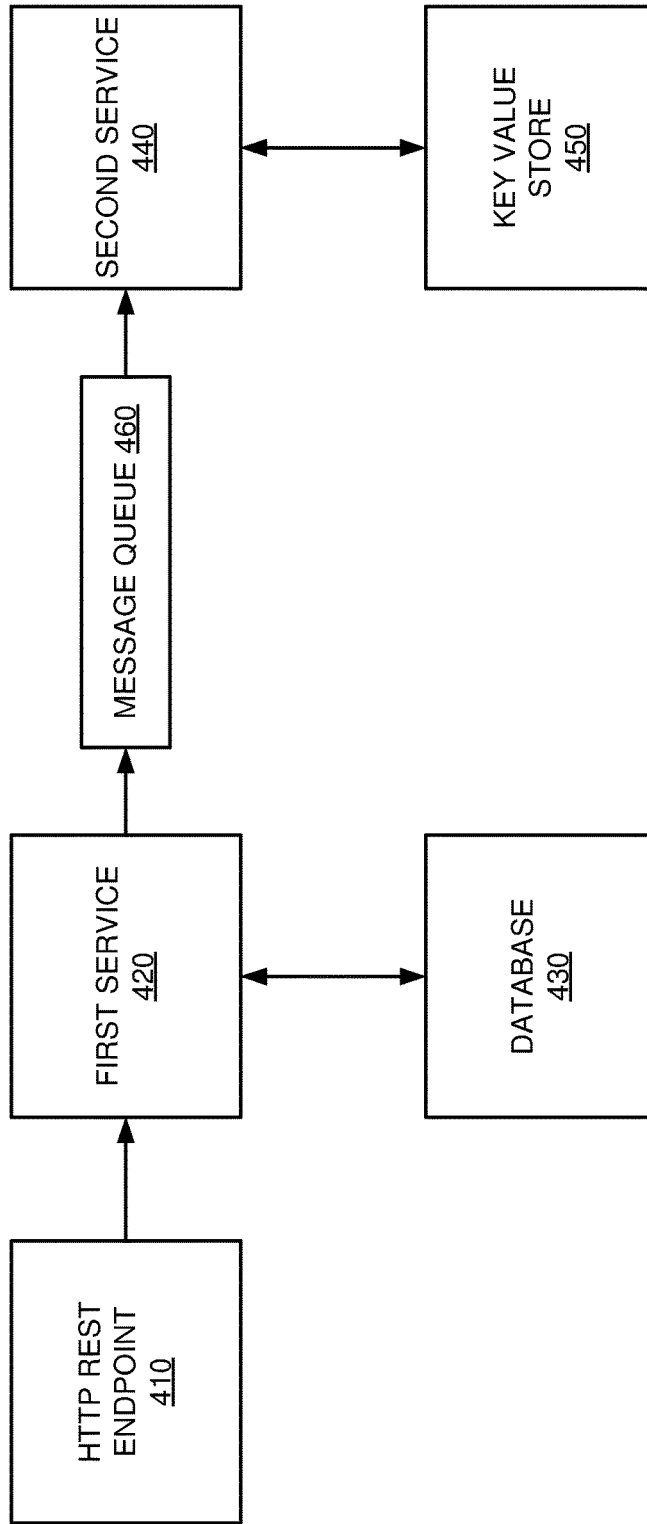 HTTP REST
ENDPOINT
410
FIRST SERVICE
420
MESSAGE QUEUE 460
SECOND SERVICE
440
DATABASE
430
KEY VALUE
STORE
450